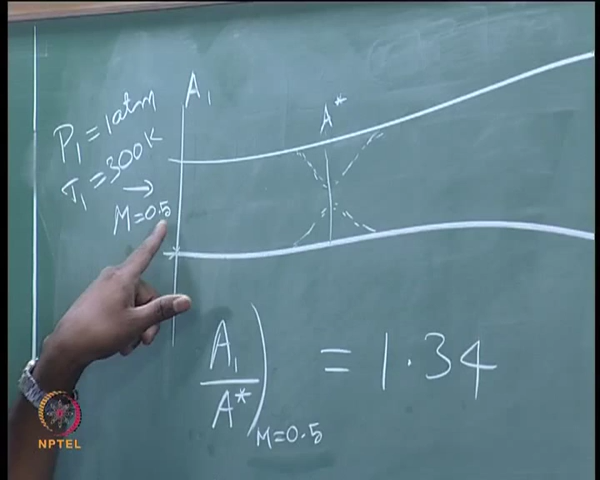 A₁
P₁ = 1 atm
T₁ = 300 K
→
M = 0.5
A*
A₁/A*)M=0.5 = 1.34
NPTEL